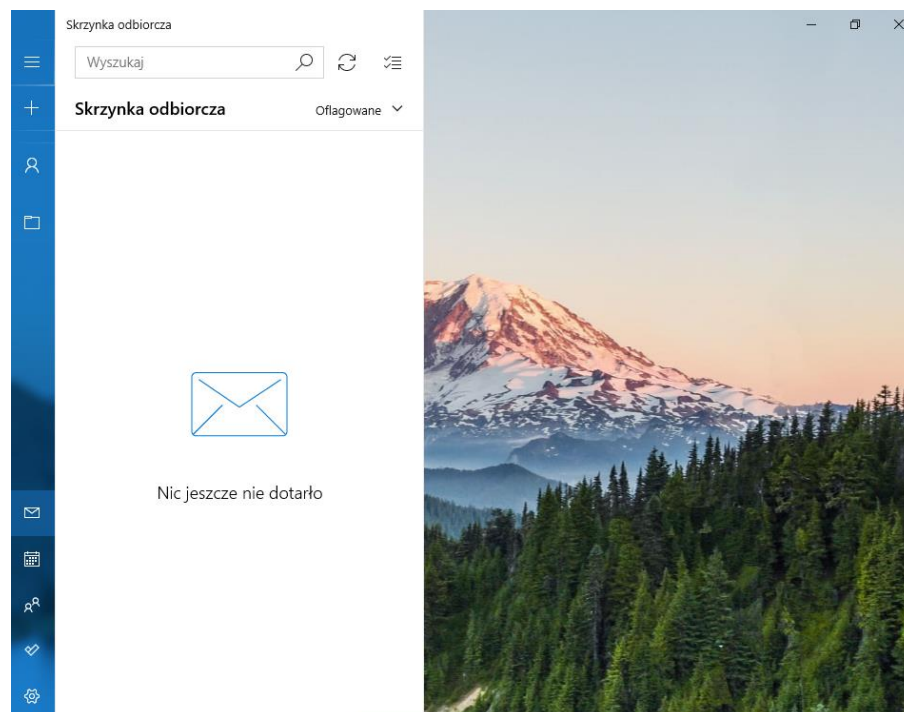 Skrzynka odbiorcza
Wyszukaj
Skrzynka odbiorcza
Oflagowane
Nic jeszcze nie dotarło